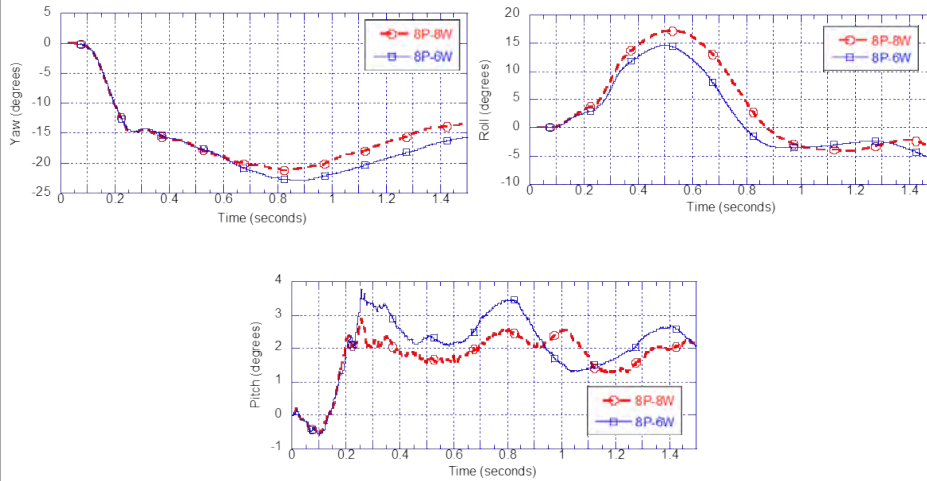 5
0
-5
-10
-15
-20
-25
Yaw (degrees)
8P-8W
8P-6W
0 0.2 0.4 0.6 0.8 1 1.2 1.4
Time (seconds)
20
15
10
5
0
-5
-10
Roll (degrees)
8P-8W
8P-6W
0 0.2 0.4 0.6 0.8 1 1.2 1.4
Time (seconds)
4
3
2
1
0
-1
Pitch (degrees)
8P-8W
8P-6W
0 0.2 0.4 0.6 0.8 1 1.2 1.4
Time (seconds)